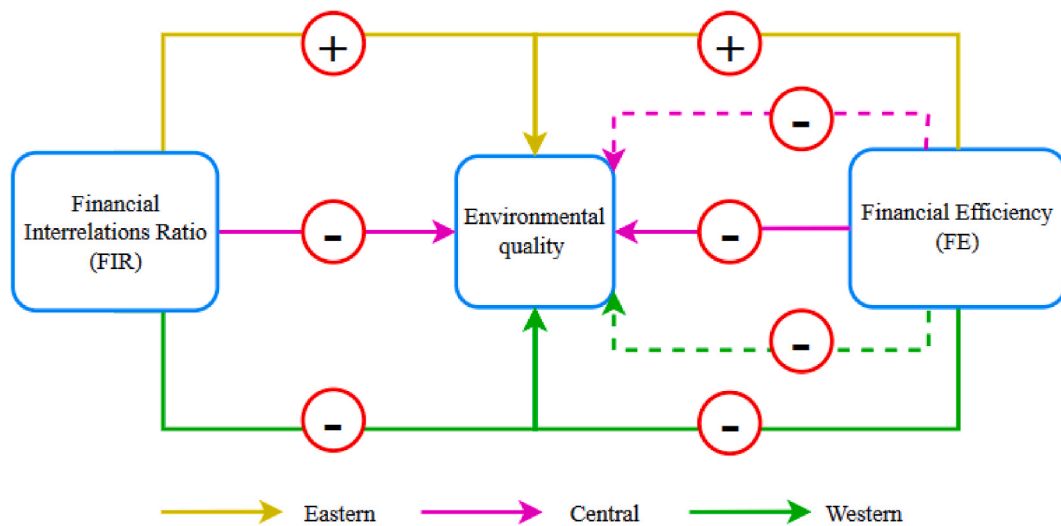 +
+
-
Financial
Interrelations Ratio
(FIR)
-
Environmental
quality
-
Financial Efficiency
(FE)
-
-
-
Eastern
Central
Western